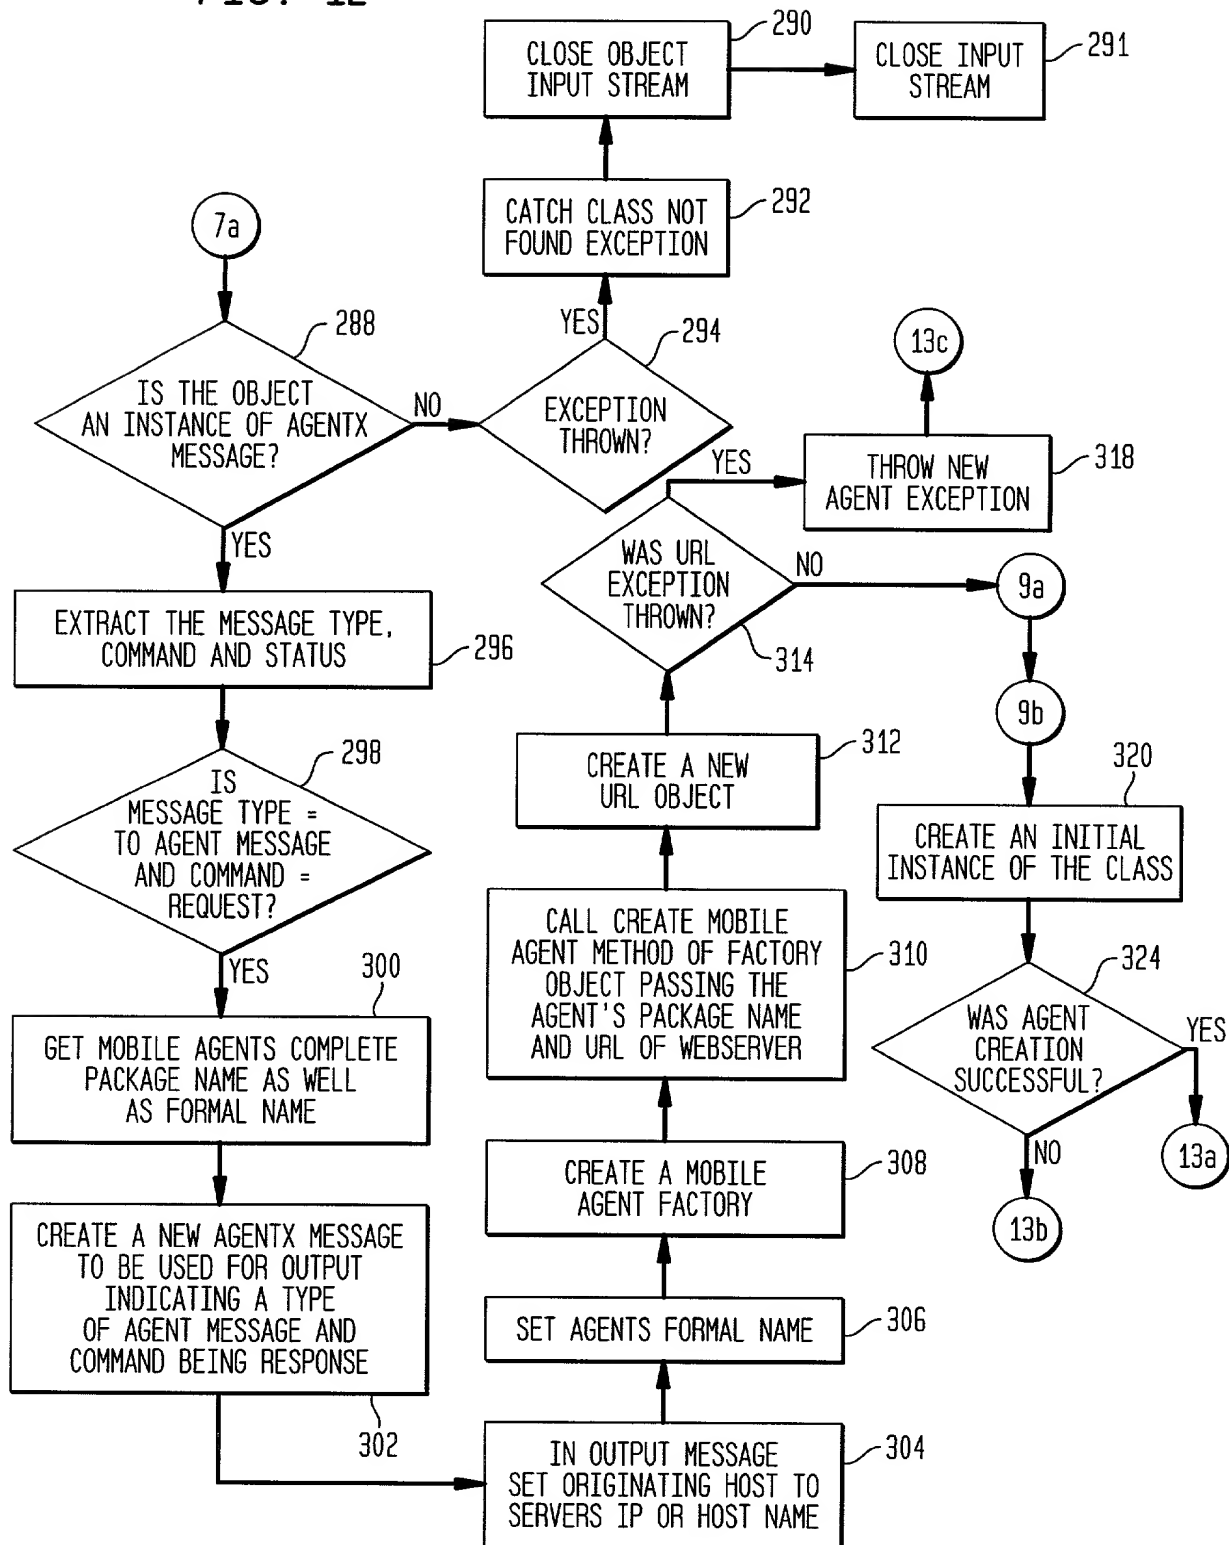 FIG. 12
CLOSE OBJECT
INPUT STREAM
290
CLOSE INPUT
STREAM
291
CATCH CLASS NOT
FOUND EXCEPTION
292
7a
IS THE OBJECT
AN INSTANCE OF AGENTX
MESSAGE?
288
NO
YES
EXCEPTION
THROWN?
294
YES
13c
THROW NEW
AGENT EXCEPTION
318
YES
WAS URL
EXCEPTION
THROWN?
314
NO
9a
9b
EXTRACT THE MESSAGE TYPE,
COMMAND AND STATUS
296
IS
MESSAGE TYPE =
TO AGENT MESSAGE
AND COMMAND =
REQUEST?
298
YES
GET MOBILE AGENTS COMPLETE
PACKAGE NAME AS WELL
AS FORMAL NAME
300
CREATE A NEW AGENTX MESSAGE
TO BE USED FOR OUTPUT
INDICATING A TYPE
OF AGENT MESSAGE AND
COMMAND BEING RESPONSE
302
CREATE A NEW
URL OBJECT
312
CALL CREATE MOBILE
AGENT METHOD OF FACTORY
OBJECT PASSING THE
AGENT'S PACKAGE NAME
AND URL OF WEBSERVER
310
CREATE A MOBILE
AGENT FACTORY
308
SET AGENTS FORMAL NAME
306
IN OUTPUT MESSAGE
SET ORIGINATING HOST TO
SERVERS IP OR HOST NAME
304
CREATE AN INITIAL
INSTANCE OF THE CLASS
320
WAS AGENT
CREATION
SUCCESSFUL?
324
YES
NO
13a
13b